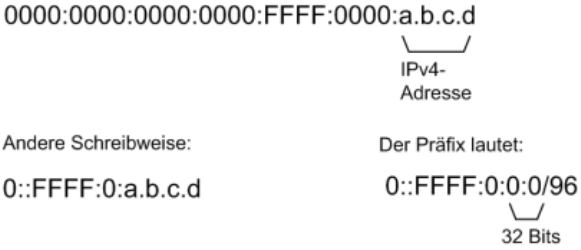 0000:0000:0000:0000:FFFF:0000:a.b.c.d
IPv4-
Adresse
Andere Schreibweise:
0::FFFF:0:a.b.c.d
Der Präfix lautet:
0::FFFF:0:0:0/96
32 Bits